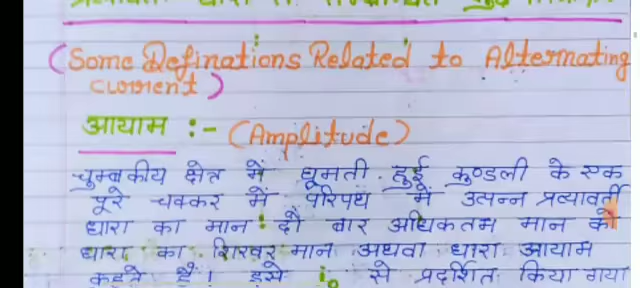 (Some Definations Related to Alternating
current)
आयाम :- (Amplitude)
चुम्बकीय क्षेत्र में घूमती हुई कुण्डली के एक
पूरे चक्कर में परिपथ में उत्पन्न प्रत्यावर्ती
धारा का मान दो बार अधिकतम मान को
धारा का शिखर मान अथवा धारा आयाम
कहते हैं। इसे i₀ से प्रदर्शित किया गया